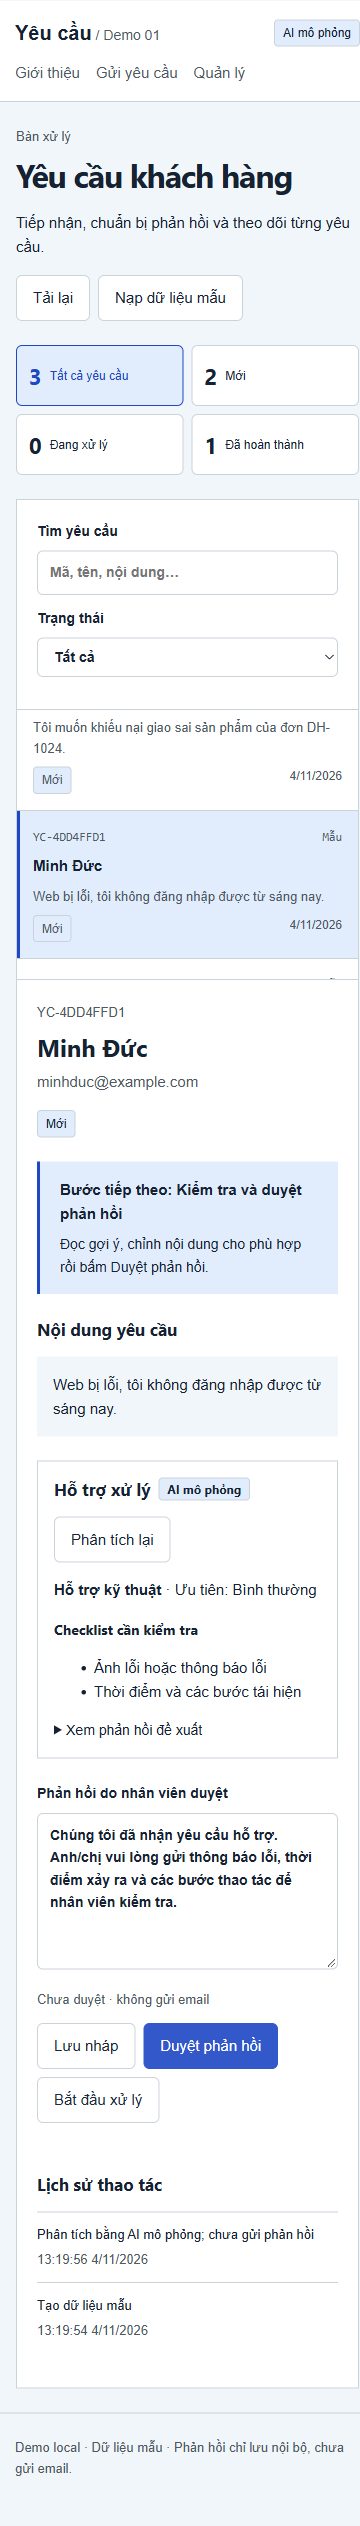 Yêu cầu / Demo 01
AI mô phỏng
Giới thiệu Gửi yêu cầu Quản lý
Bàn xử lý
Yêu cầu khách hàng
Tiếp nhận, chuẩn bị phản hồi và theo dõi từng yêu
cầu.
Tải lại
Nạp dữ liệu mẫu
3 Tất cả yêu cầu
2 Mới
0 Đang xử lý
1 Đã hoàn thành
Tìm yêu cầu
Mã, tên, nội dung...
Trạng thái
Tất cả
Tôi muốn khiếu nại giao sai sản phẩm của đơn DH-
1024.
Mới
4/11/2026
YC-4DD4FFD1
Mẫu
Minh Đức
Web bị lỗi, tôi không đăng nhập được từ sáng nay.
Mới
4/11/2026
YC-4DD4FFD1
Minh Đức
minhduc@example.com
Mới
Bước tiếp theo: Kiểm tra và duyệt
phản hồi
Đọc gợi ý, chỉnh nội dung cho phù hợp
rồi bấm Duyệt phản hồi.
Nội dung yêu cầu
Web bị lỗi, tôi không đăng nhập được từ
sáng nay.
Hỗ trợ xử lý
AI mô phỏng
Phân tích lại
Hỗ trợ kỹ thuật · Ưu tiên: Bình thường
Checklist cần kiểm tra
• Ảnh lỗi hoặc thông báo lỗi
• Thời điểm và các bước tái hiện
▶ Xem phản hồi đề xuất
Phản hồi do nhân viên duyệt
Chúng tôi đã nhận yêu cầu hỗ trợ.
Anh/chị vui lòng gửi thông báo lỗi, thời
điểm xảy ra và các bước thao tác để
nhân viên kiểm tra.
Chưa duyệt · không gửi email
Lưu nháp
Duyệt phản hồi
Bắt đầu xử lý
Lịch sử thao tác
Phân tích bằng AI mô phỏng; chưa gửi phản hồi
13:19:56 4/11/2026
Tạo dữ liệu mẫu
13:19:54 4/11/2026
Demo local · Dữ liệu mẫu · Phản hồi chỉ lưu nội bộ, chưa
gửi email.